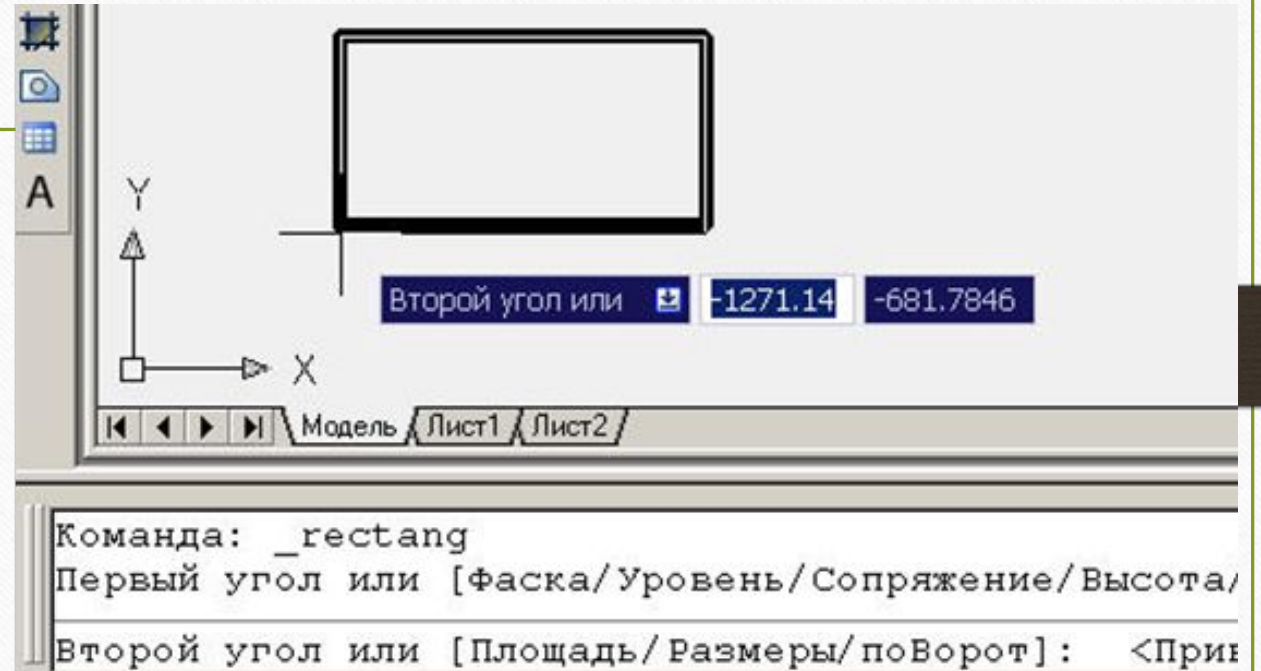 A
Y
Второй угол или -1271.14 -681.7846
X
Модель Лист1 Лист2
Команда: _rectang
Первый угол или [Фаска/Уровень/Сопряжение/Высота/
Второй угол или [Площадь/Размеры/поВорот]: <Прив